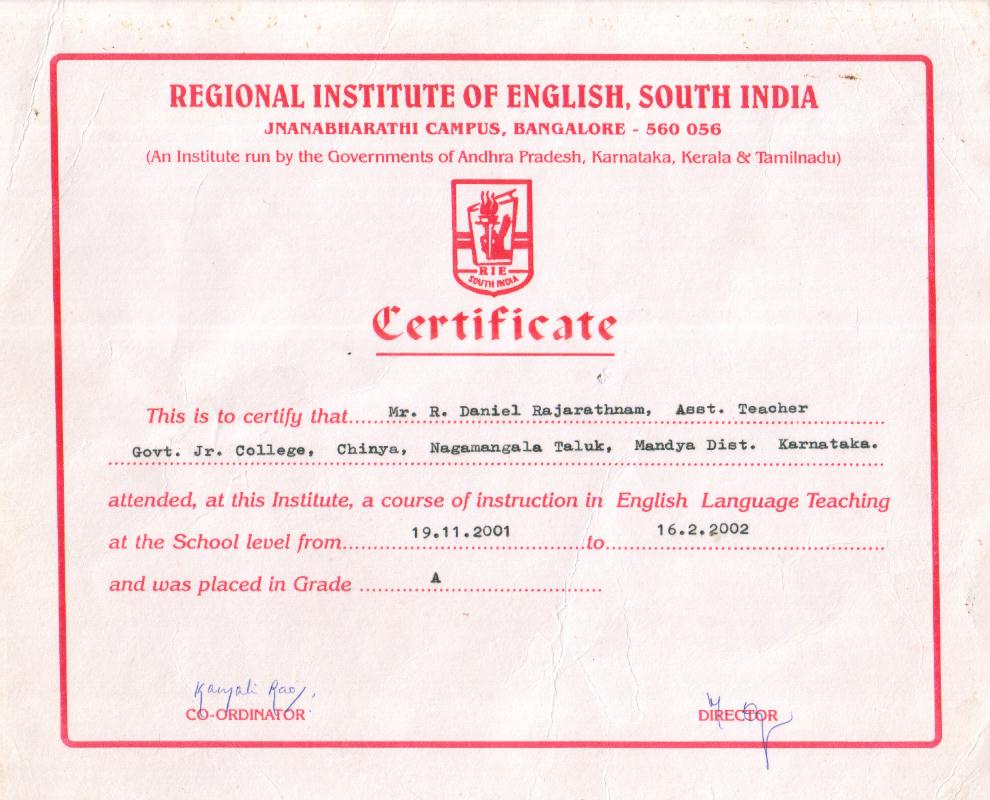 REGIONAL INSTITUTE OF ENGLISH, SOUTH INDIA
JNANABHARATHI CAMPUS, BANGALORE - 560 056
(An Institute run by the Governments of Andhra Pradesh, Karnataka, Kerala & Tamilnadu)
RIE
SOUTH INDIA
Certificate
This is to certify that Mr. R. Daniel Rajarathnam, Asst. Teacher
Govt. Jr. College, Chinya, Nagamangala Taluk, Mandya Dist. Karnataka.
attended, at this Institute, a course of instruction in English Language Teaching
at the School level from 19.11.2001 to 16.2.2002
and was placed in Grade A
Rao
CO-ORDINATOR
DIRECTOR